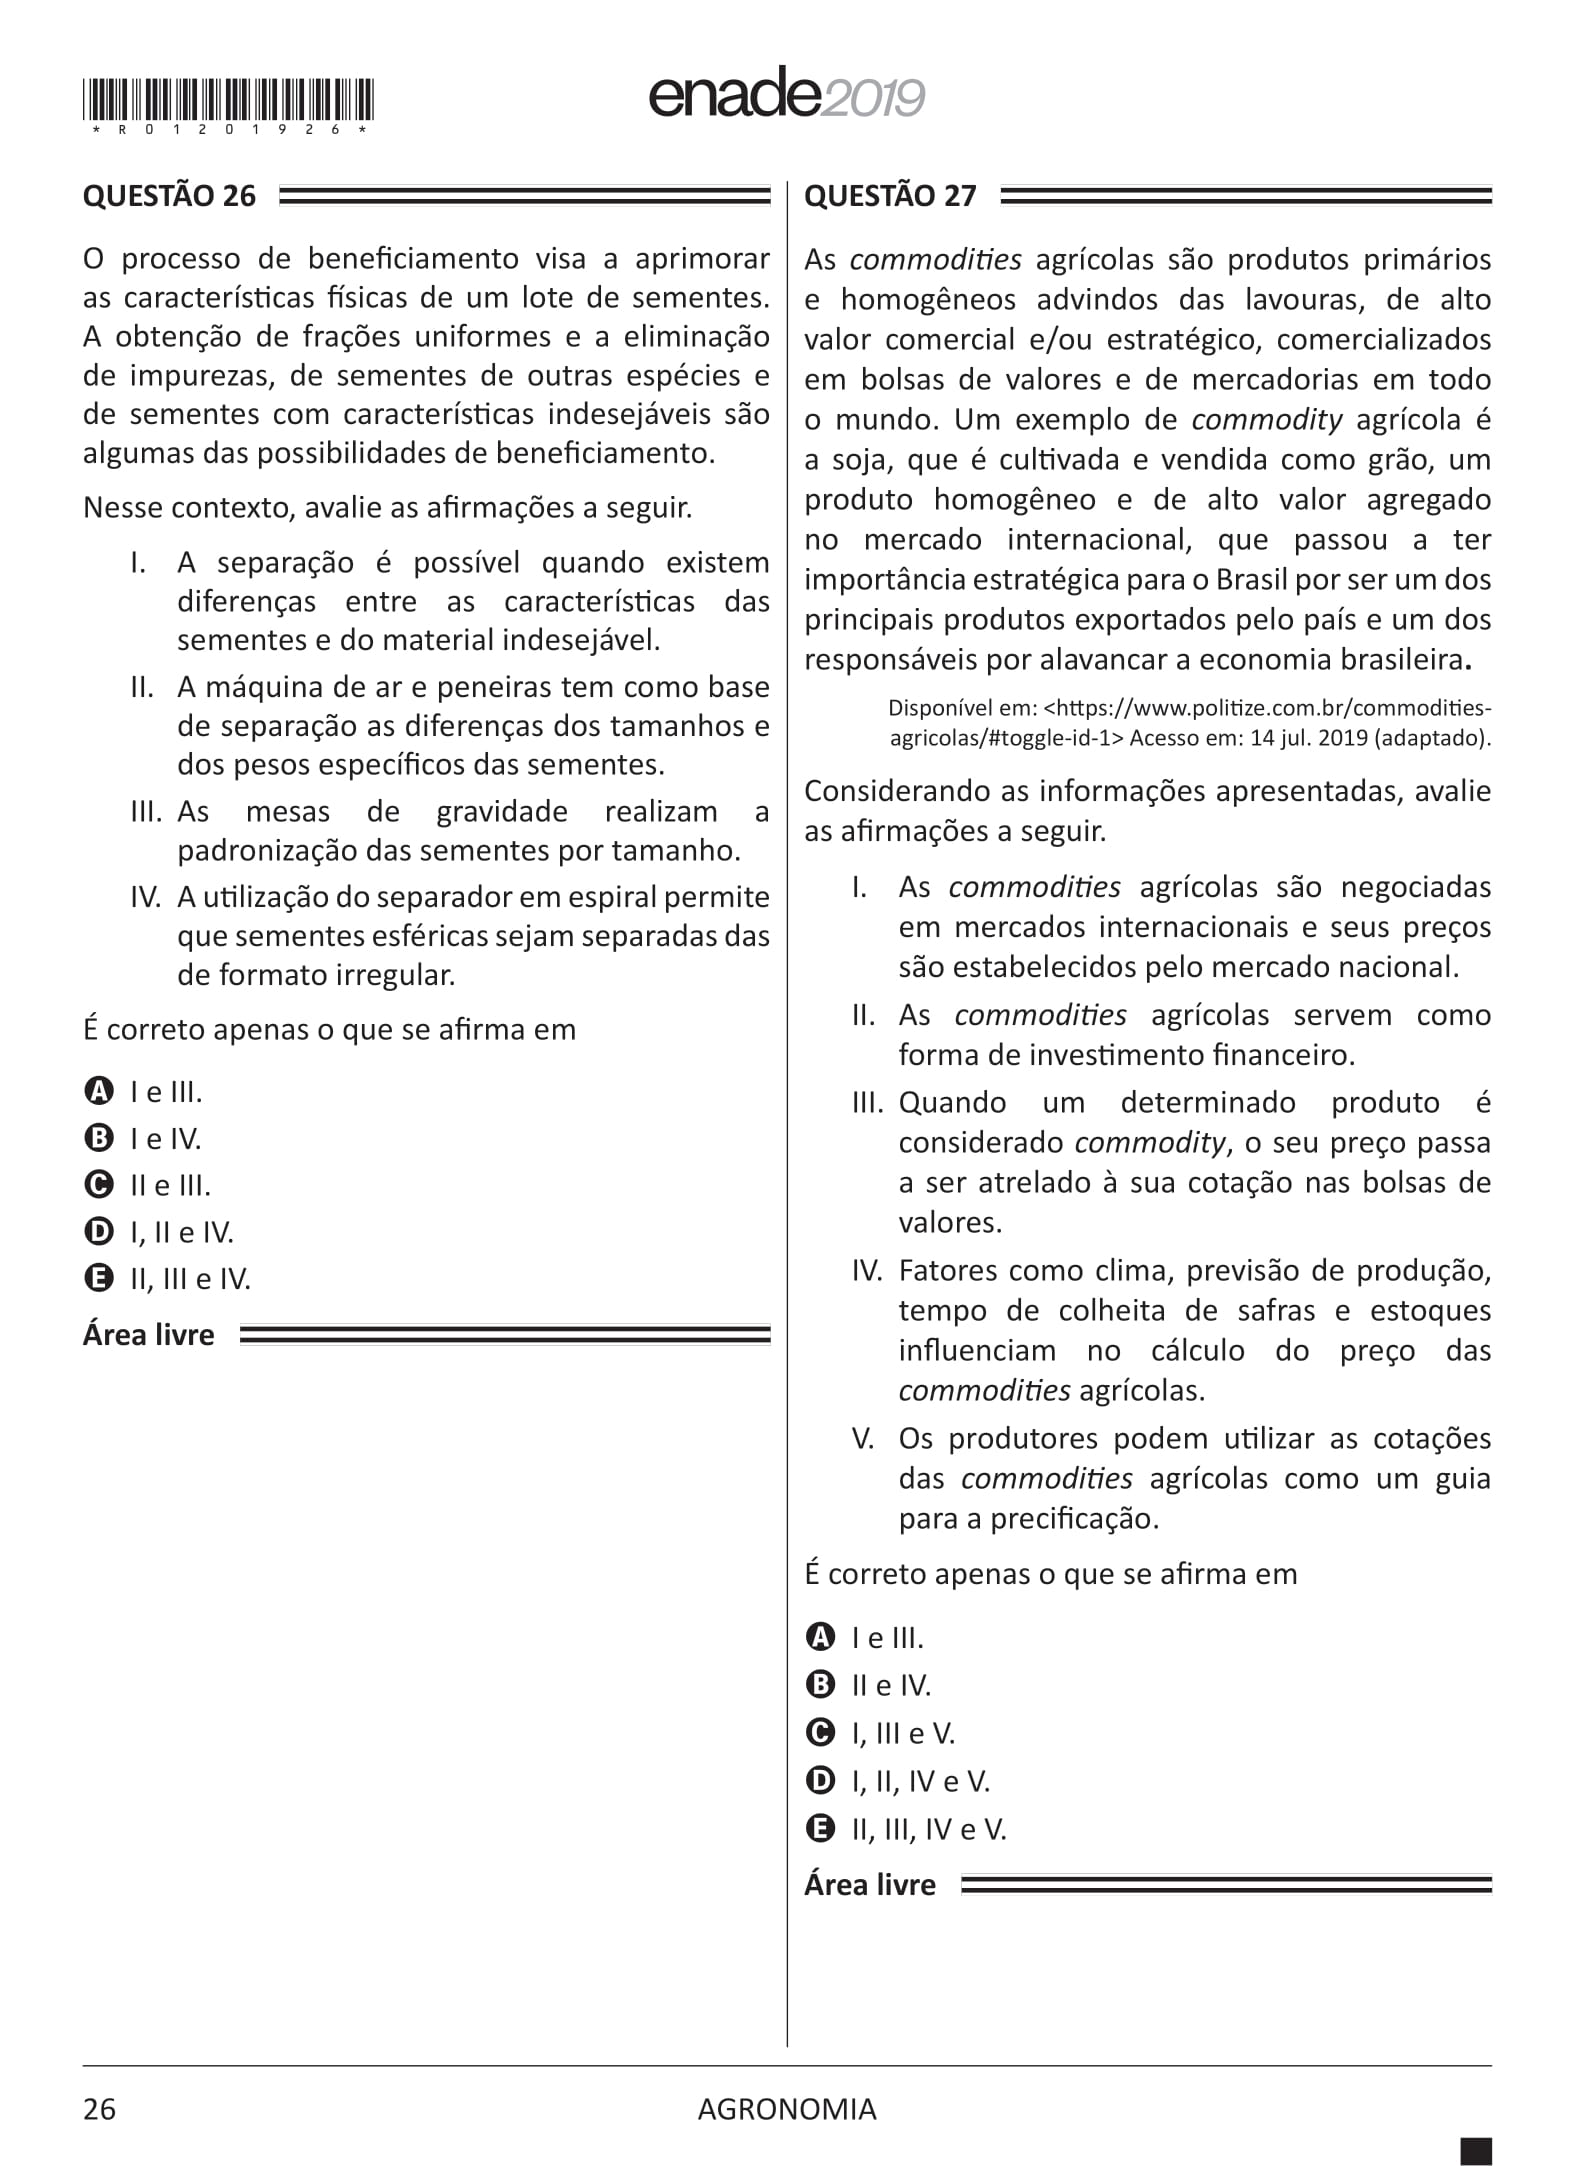 *R01201926*
enade2019
QUESTÃO 26
O processo de beneficiamento visa a aprimorar
as características físicas de um lote de sementes.
A obtenção de frações uniformes e a eliminação
de impurezas, de sementes de outras espécies e
de sementes com características indesejáveis são
algumas das possibilidades de beneficiamento.
Nesse contexto, avalie as afirmações a seguir.
I. A separação é possível quando existem
diferenças entre as características das
sementes e do material indesejável.
II. A máquina de ar e peneiras tem como base
de separação as diferenças dos tamanhos e
dos pesos específicos das sementes.
III. As mesas de gravidade realizam a
padronização das sementes por tamanho.
IV. A utilização do separador em espiral permite
que sementes esféricas sejam separadas das
de formato irregular.
É correto apenas o que se afirma em
A I e III.
B I e IV.
C II e III.
D I, II e IV.
E II, III e IV.
Área livre
QUESTÃO 27
As commodities agrícolas são produtos primários
e homogêneos advindos das lavouras, de alto
valor comercial e/ou estratégico, comercializados
em bolsas de valores e de mercadorias em todo
o mundo. Um exemplo de commodity agrícola é
a soja, que é cultivada e vendida como grão, um
produto homogêneo e de alto valor agregado
no mercado internacional, que passou a ter
importância estratégica para o Brasil por ser um dos
principais produtos exportados pelo país e um dos
responsáveis por alavancar a economia brasileira.
Disponível em: <https://www.politize.com.br/commodities-
agricolas/#toggle-id-1> Acesso em: 14 jul. 2019 (adaptado).
Considerando as informações apresentadas, avalie
as afirmações a seguir.
I. As commodities agrícolas são negociadas
em mercados internacionais e seus preços
são estabelecidos pelo mercado nacional.
II. As commodities agrícolas servem como
forma de investimento financeiro.
III. Quando um determinado produto é
considerado commodity, o seu preço passa
a ser atrelado à sua cotação nas bolsas de
valores.
IV. Fatores como clima, previsão de produção,
tempo de colheita de safras e estoques
influenciam no cálculo do preço das
commodities agrícolas.
V. Os produtores podem utilizar as cotações
das commodities agrícolas como um guia
para a precificação.
É correto apenas o que se afirma em
A I e III.
B II e IV.
C I, III e V.
D I, II, IV e V.
E II, III, IV e V.
Área livre
26
AGRONOMIA